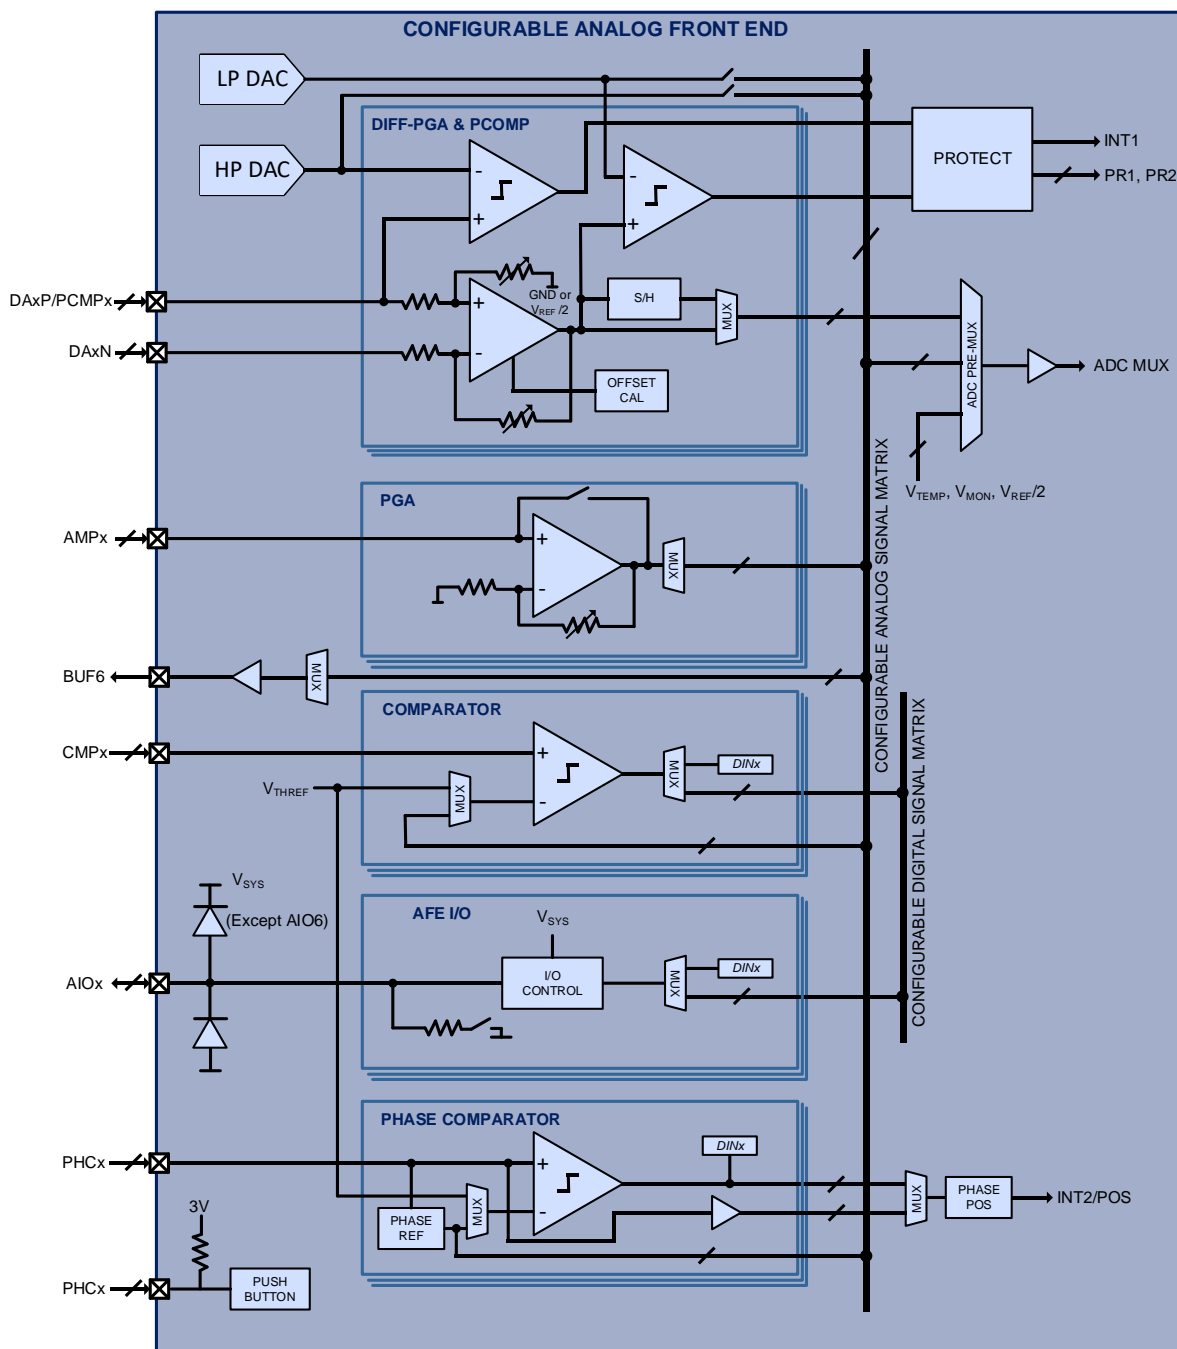 CONFIGURABLE ANALOG FRONT END
LP DAC
HP DAC
DIFF-PGA & PCOMP
-
+
-
+
PROTECT
INT1
PR1, PR2
DAxP/PCMPx
DAxN
+
-
GND or
VREF/2
S/H
MUX
OFFSET
CAL
ADC PRE-MUX
ADC MUX
VTEMP, VMON, VREF/2
CONFIGURABLE ANALOG SIGNAL MATRIX
PGA
AMPx
+
-
MUX
BUF6
MUX
COMPARATOR
CMPx
+
-
VTHREF
MUX
MUX
DINx
CONFIGURABLE DIGITAL SIGNAL MATRIX
VSYS
(Except AIO6)
AFE I/O
VSYS
AIOx
I/O
CONTROL
MUX
DINx
PHASE COMPARATOR
PHCx
+
-
DINx
PHASE
REF
MUX
MUX
PHASE
POS
INT2/POS
3V
PHCx
PUSH
BUTTON